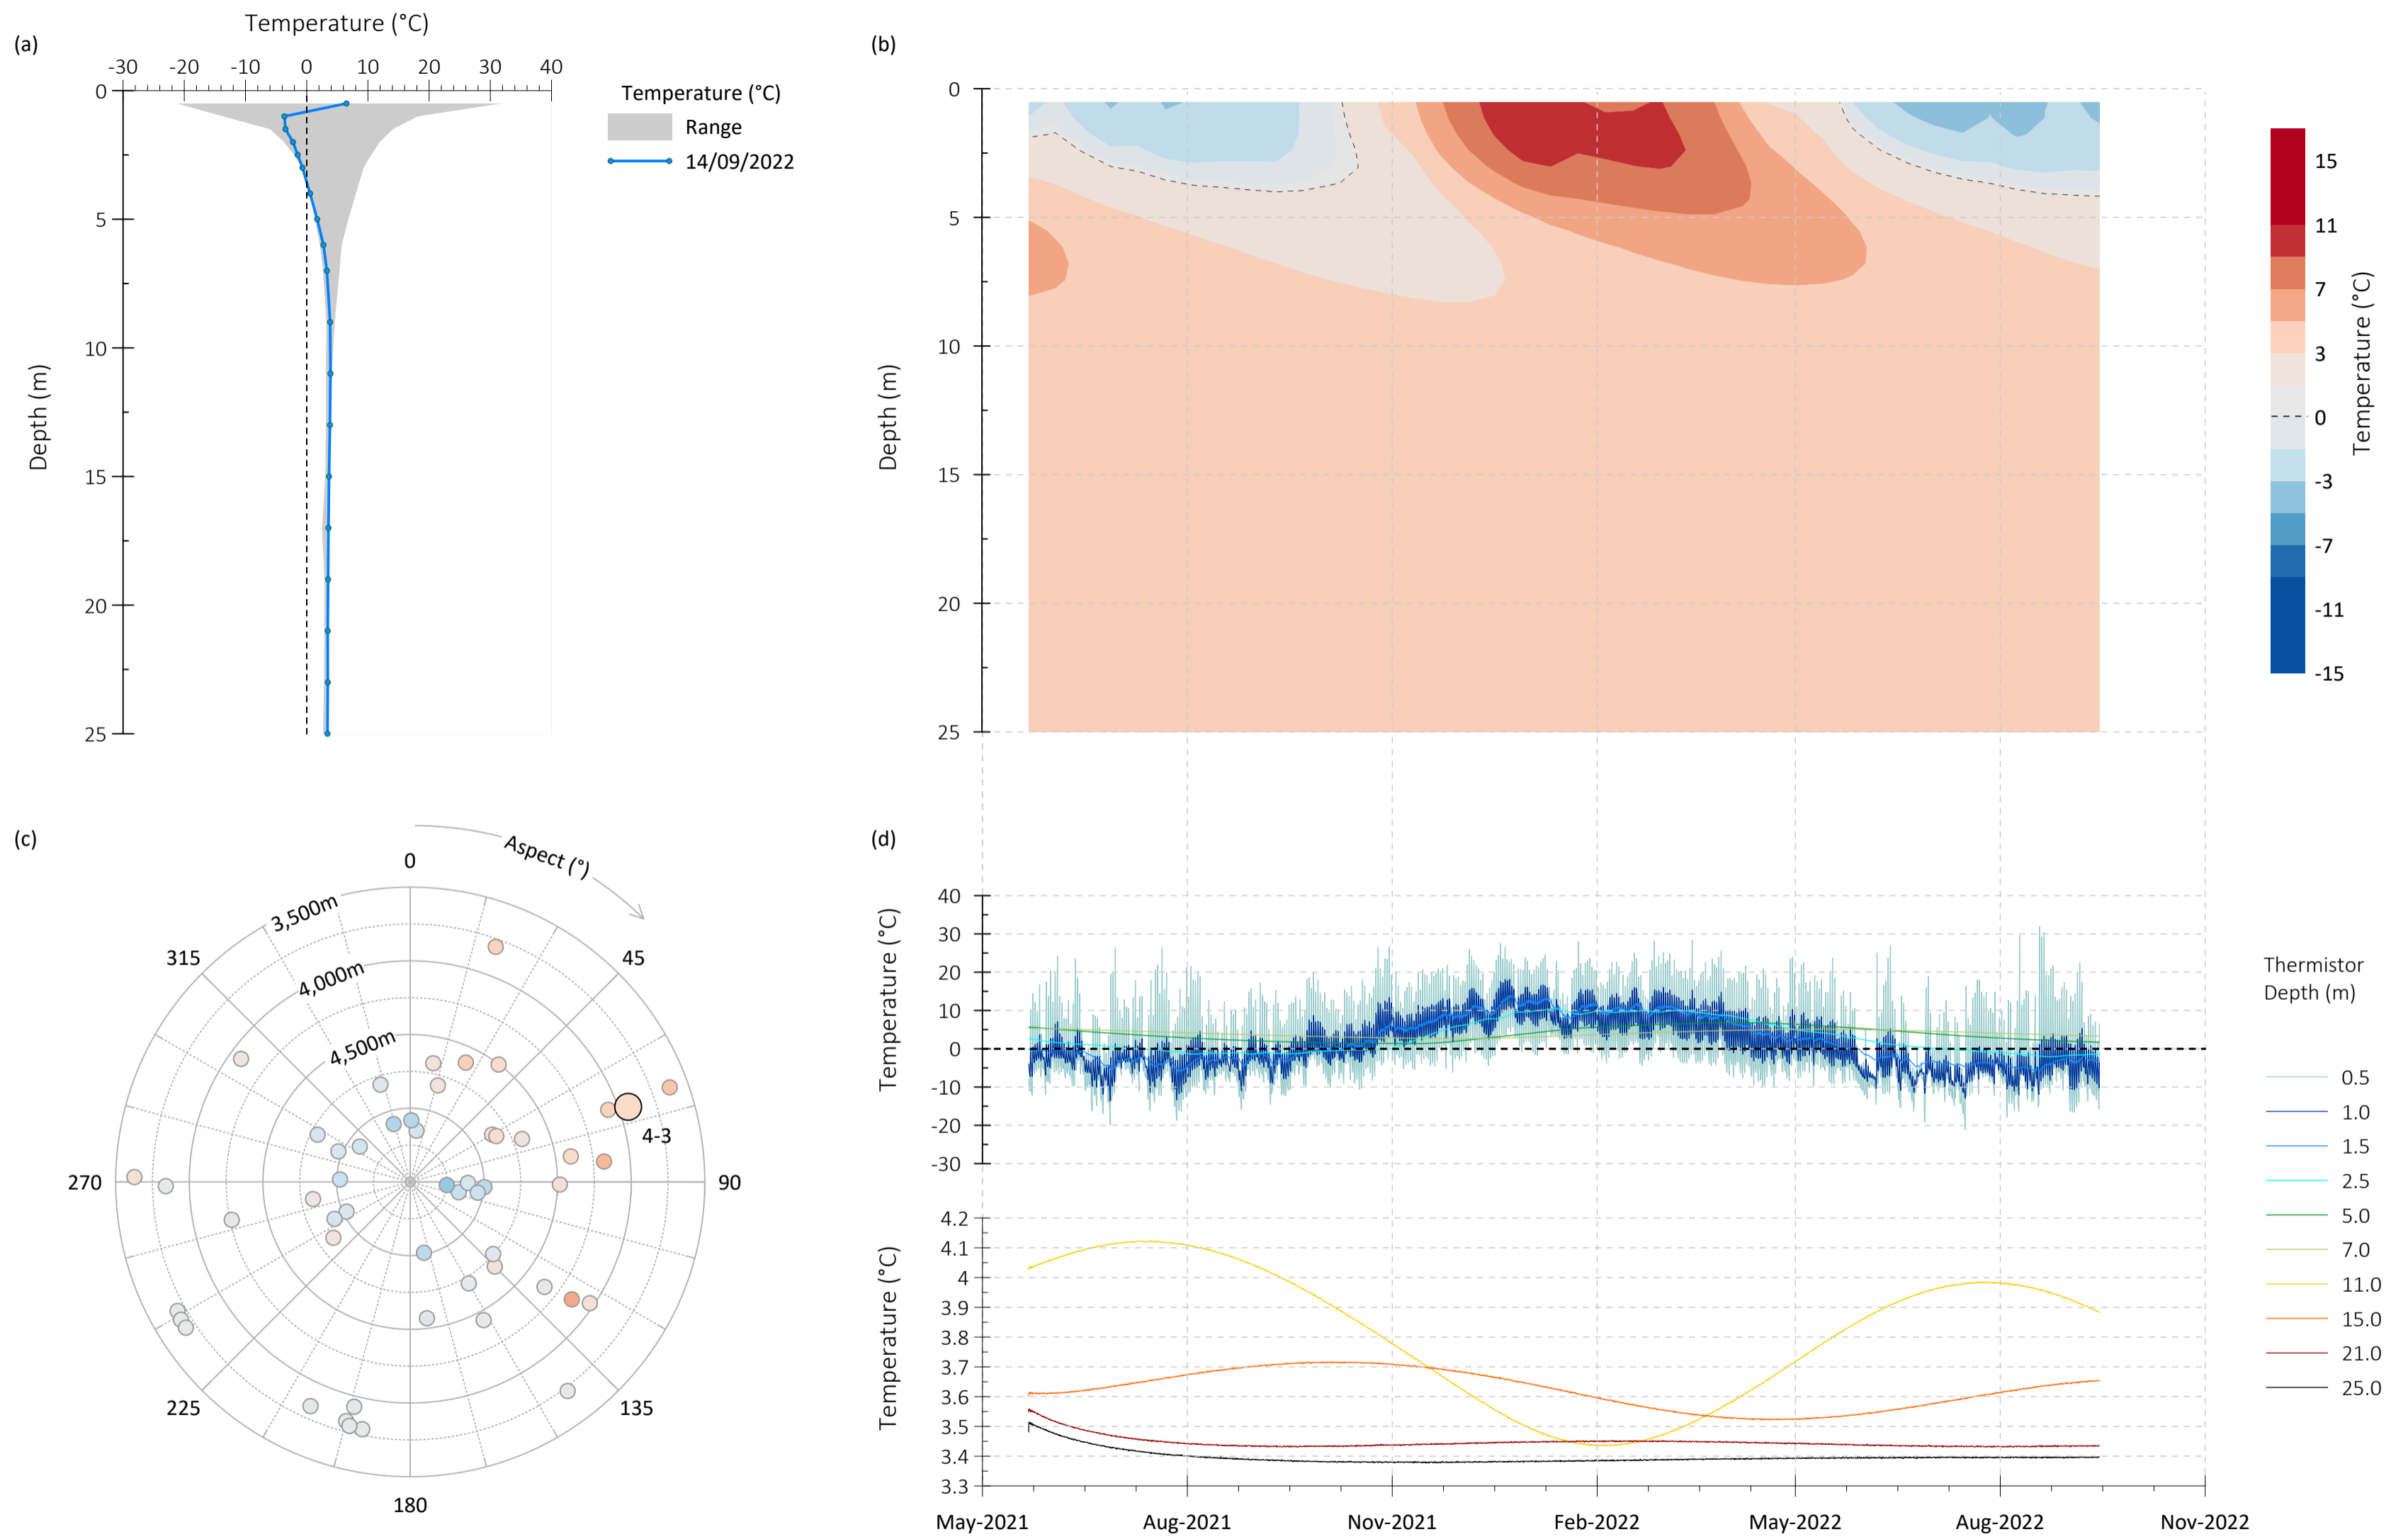 (a)
Temperature (°C)
-30 -20 -10 0 10 20 30 40
0
5
10
15
20
25
Depth (m)
Temperature (°C)
Range
14/09/2022
(b)
0
5
10
15
20
25
Depth (m)
15
11
7
3
0
-3
-7
-11
-15
Temperature (°C)
(c)
Aspect (°)
0
45
90
135
180
225
270
315
3,500m
4,000m
4,500m
4-3
(d)
40
30
20
10
0
-10
-20
-30
Temperature (°C)
4.2
4.1
4
3.9
3.8
3.7
3.6
3.5
3.4
3.3
Temperature (°C)
May-2021 Aug-2021 Nov-2021 Feb-2022 May-2022 Aug-2022 Nov-2022
Thermistor
Depth (m)
0.5
1.0
1.5
2.5
5.0
7.0
11.0
15.0
21.0
25.0